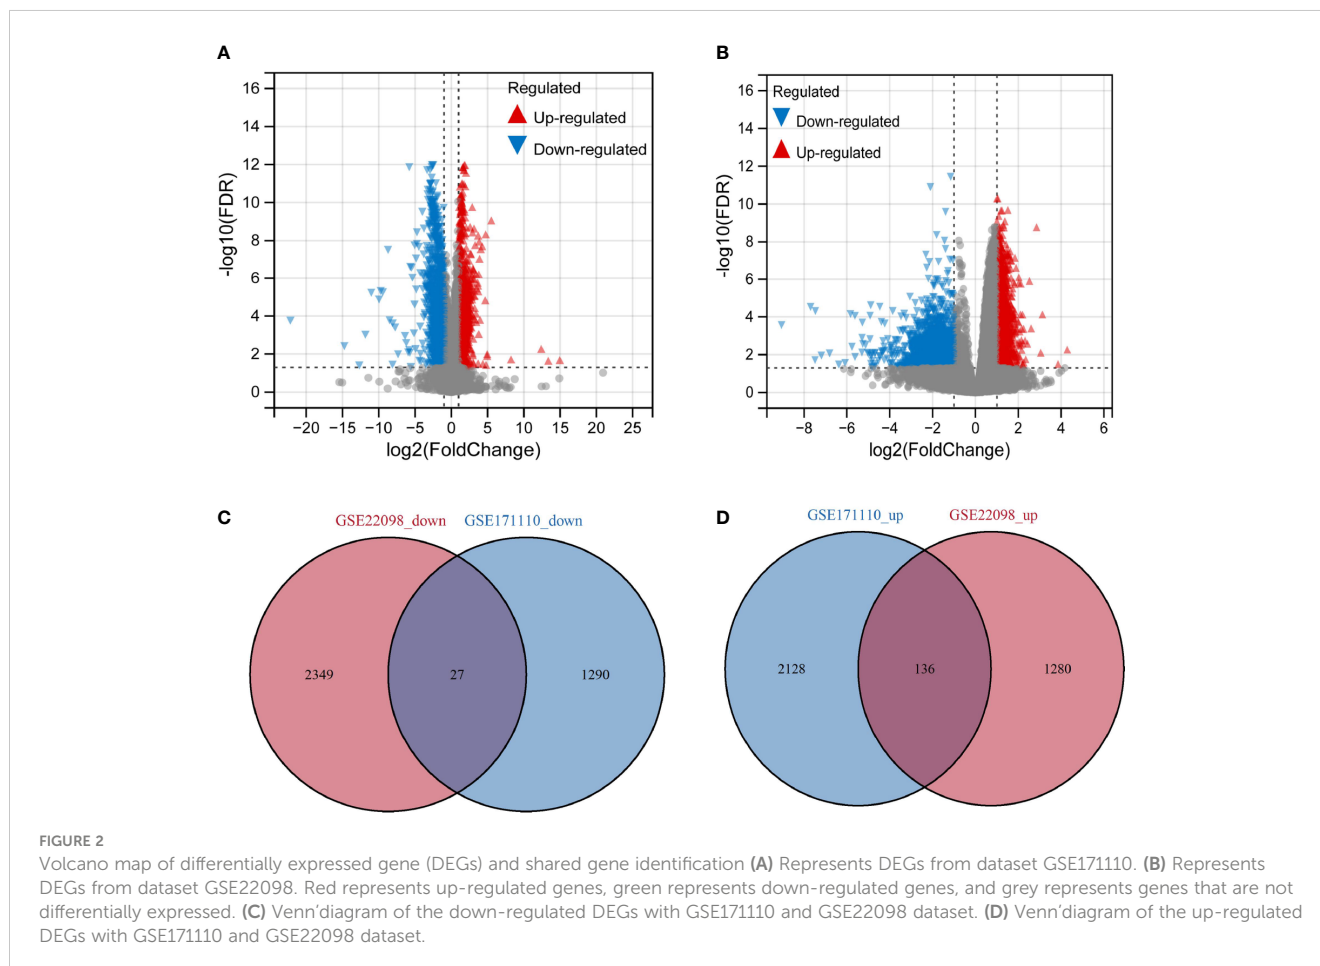 A
16
14
12
10
8
6
4
2
0
-log10(FDR)
Regulated
Up-regulated
Down-regulated
−20 −15 −10 −5 0 5 10 15 20 25
log2(FoldChange)
B
16
14
12
10
8
6
4
2
0
-log10(FDR)
Regulated
Down-regulated
Up-regulated
−8 −6 −4 −2 0 2 4 6
log2(FoldChange)
C
GSE22098_down GSE171110_down
2349 27 1290
D
GSE171110_up GSE22098_up
2128 136 1280
FIGURE 2
Volcano map of differentially expressed gene (DEGs) and shared gene identification (A) Represents DEGs from dataset GSE171110. (B) Represents
DEGs from dataset GSE22098. Red represents up-regulated genes, green represents down-regulated genes, and grey represents genes that are not
differentially expressed. (C) Venn'diagram of the down-regulated DEGs with GSE171110 and GSE22098 dataset. (D) Venn'diagram of the up-regulated
DEGs with GSE171110 and GSE22098 dataset.